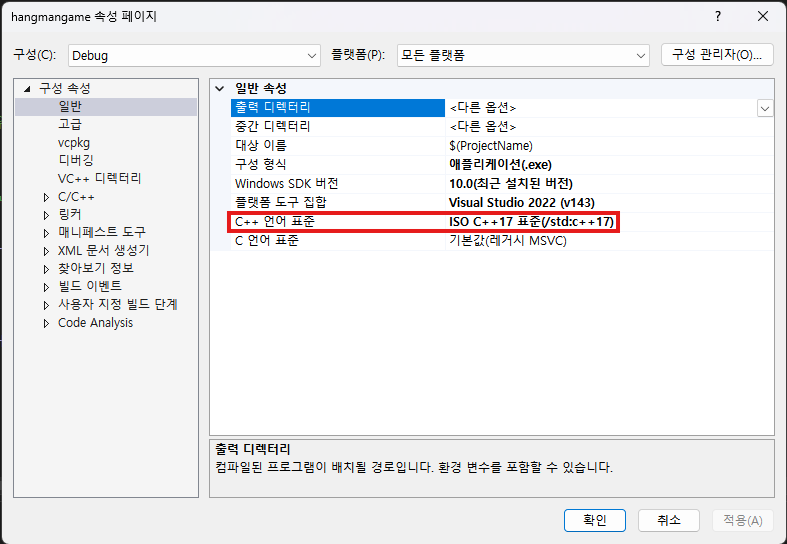 hangmangame 속성 페이지
구성(C): Debug 플랫폼(P): 모든 플랫폼 구성 관리자(O)...
구성 속성
일반
고급
vcpkg
디버깅
VC++ 디렉터리
C/C++
링커
매니페스트 도구
XML 문서 생성기
찾아보기 정보
빌드 이벤트
사용자 지정 빌드 단계
Code Analysis
일반 속성
출력 디렉터리 <다른 옵션>
중간 디렉터리 <다른 옵션>
대상 이름 $(ProjectName)
구성 형식 애플리케이션(.exe)
Windows SDK 버전 10.0(최근 설치된 버전)
플랫폼 도구 집합 Visual Studio 2022 (v143)
C++ 언어 표준 ISO C++17 표준(/std:c++17)
C 언어 표준 기본값(레거시 MSVC)
출력 디렉터리
컴파일된 프로그램이 배치될 경로입니다. 환경 변수를 포함할 수 있습니다.
확인 취소 적용(A)